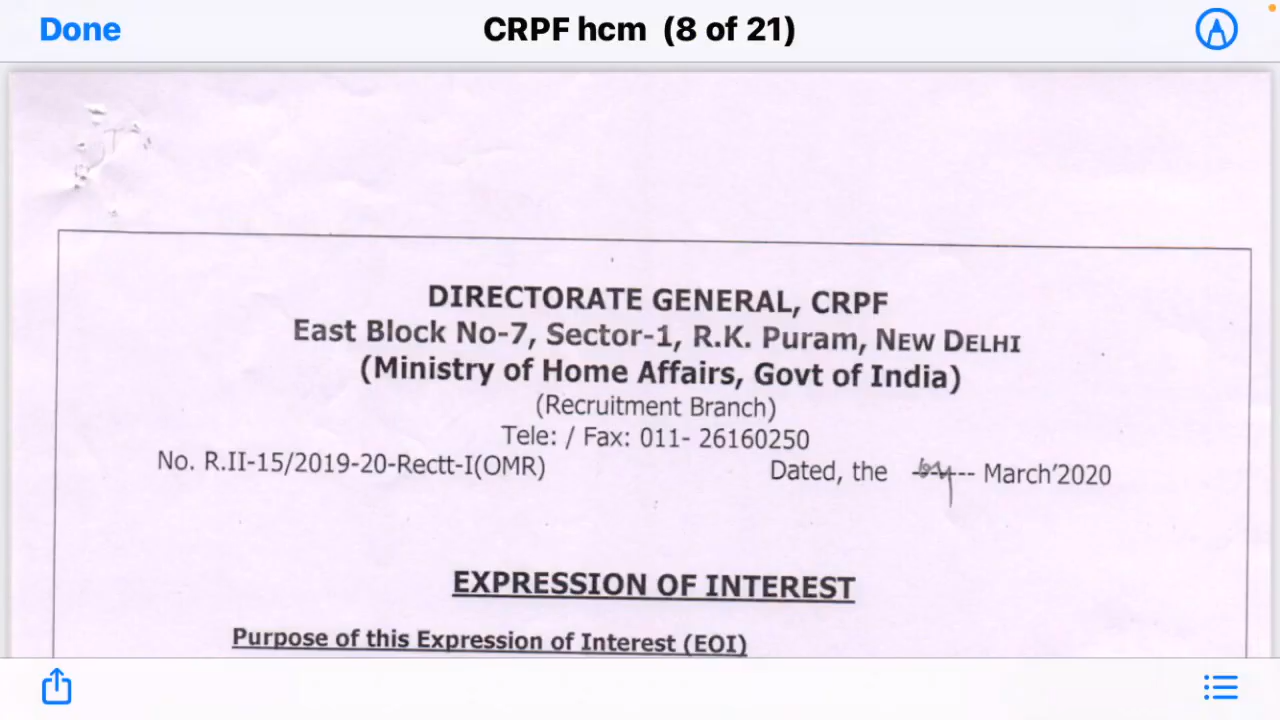 Done
CRPF hcm (8 of 21)
DIRECTORATE GENERAL, CRPF
East Block No-7, Sector-1, R.K. Puram, NEW DELHI
(Ministry of Home Affairs, Govt of India)
(Recruitment Branch)
Tele: / Fax: 011- 26160250
No. R.II-15/2019-20-Rectt-I(OMR)
Dated, the -- March'2020
EXPRESSION OF INTEREST
Purpose of this Expression of Interest (EOI)